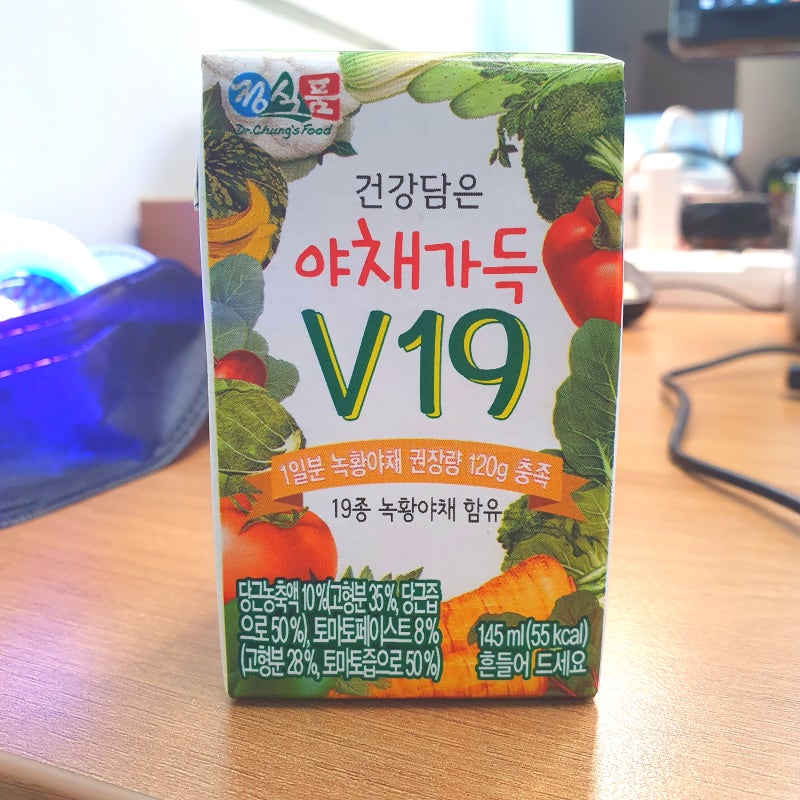 정식품
Dr.Chung's Food
건강담은
야채가득
V19
1일분 녹황야채 권장량 120g 충족
19종 녹황야채 함유
당근농축액 10%(고형분 35%, 당근즙
으로 50%), 토마토페이스트 8%
(고형분 28%, 토마토즙으로 50%)
145 ml (55 kcal)
흔들어 드세요